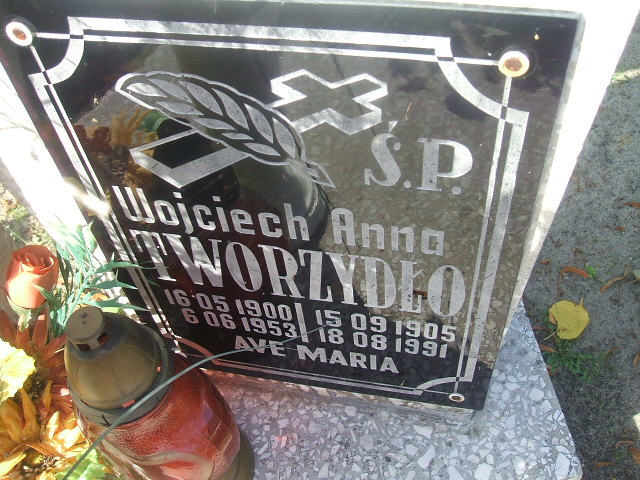 Ś.P.
Wojciech Anna
TWORZYDŁO
16·05 1900 15 09 1905
6·06 1953 18 08 1991
AVE MARIA